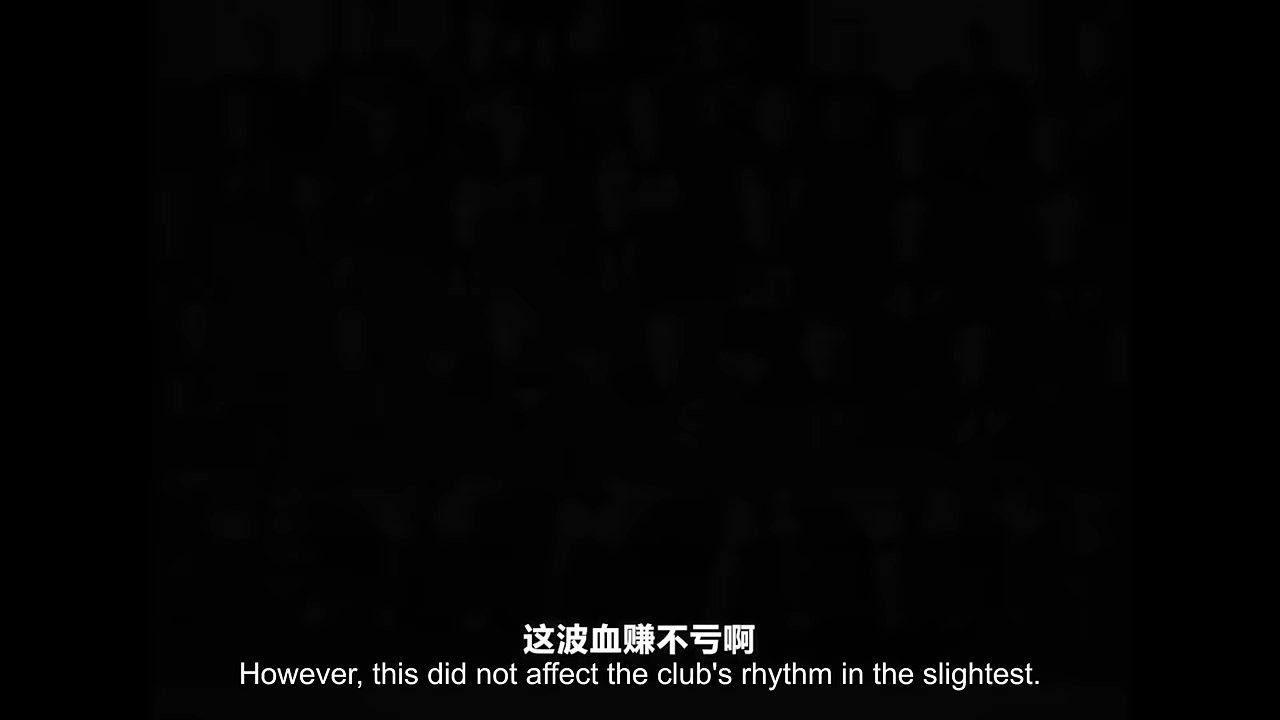 这波血赚不亏啊
However, this did not affect the club's rhythm in the slightest.